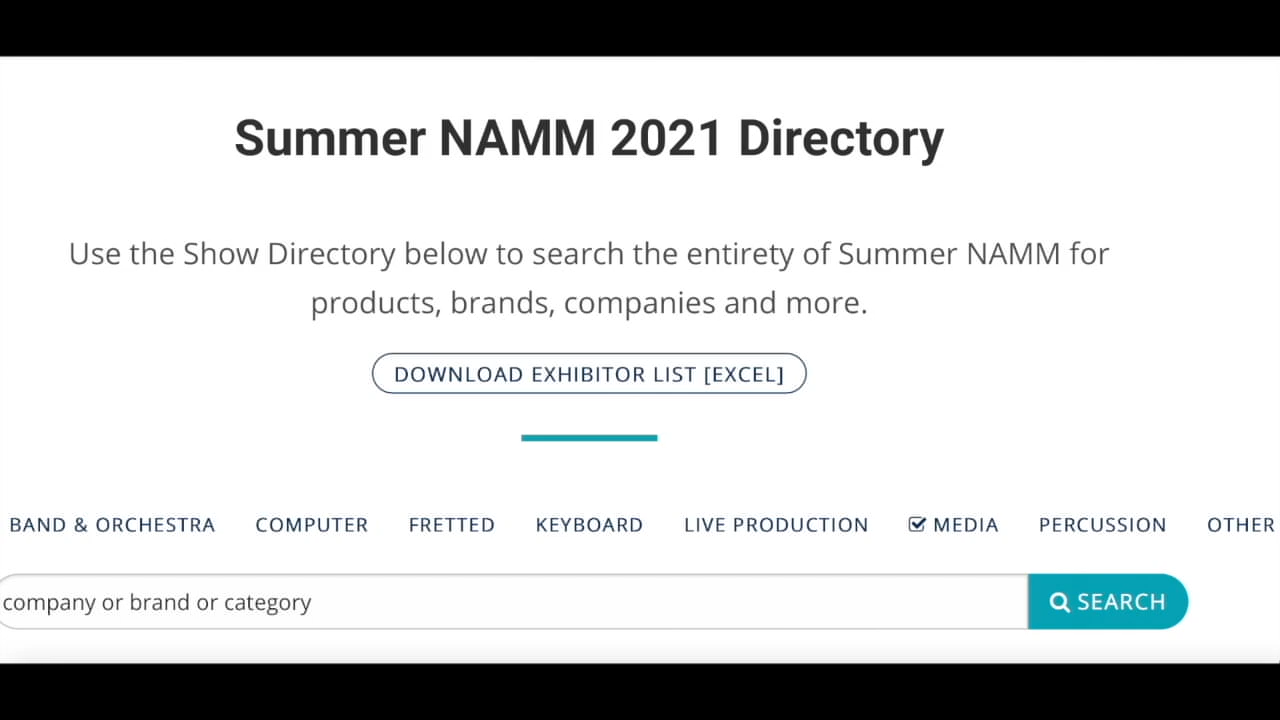 Summer NAMM 2021 Directory
Use the Show Directory below to search the entirety of Summer NAMM for
products, brands, companies and more.
DOWNLOAD EXHIBITOR LIST [EXCEL]
BAND & ORCHESTRA COMPUTER FRETTED KEYBOARD LIVE PRODUCTION MEDIA PERCUSSION OTHER
company or brand or category SEARCH